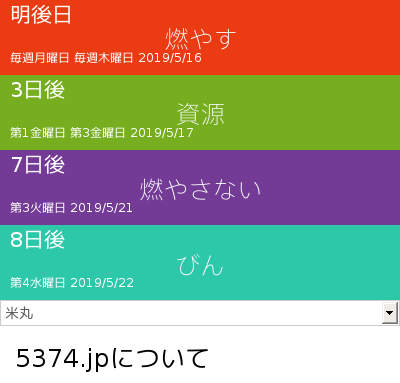 明後日
燃やす
毎週月曜日 毎週木曜日 2019/5/16
3日後
資源
第1金曜日 第3金曜日 2019/5/17
7日後
燃やさない
第3火曜日 2019/5/21
8日後
びん
第4水曜日 2019/5/22
米丸
5374.jpについて